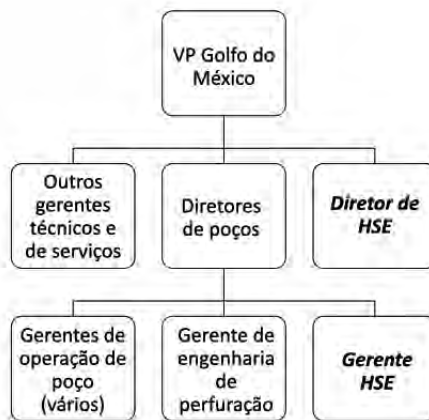 VP Golfo do
México
Outros
gerentes
técnicos e
de serviços
Diretores
de poços
Diretor de
HSE
Gerentes de
operação de
poço
(vários)
Gerente de
engenharia
de
perfuração
Gerente
HSE